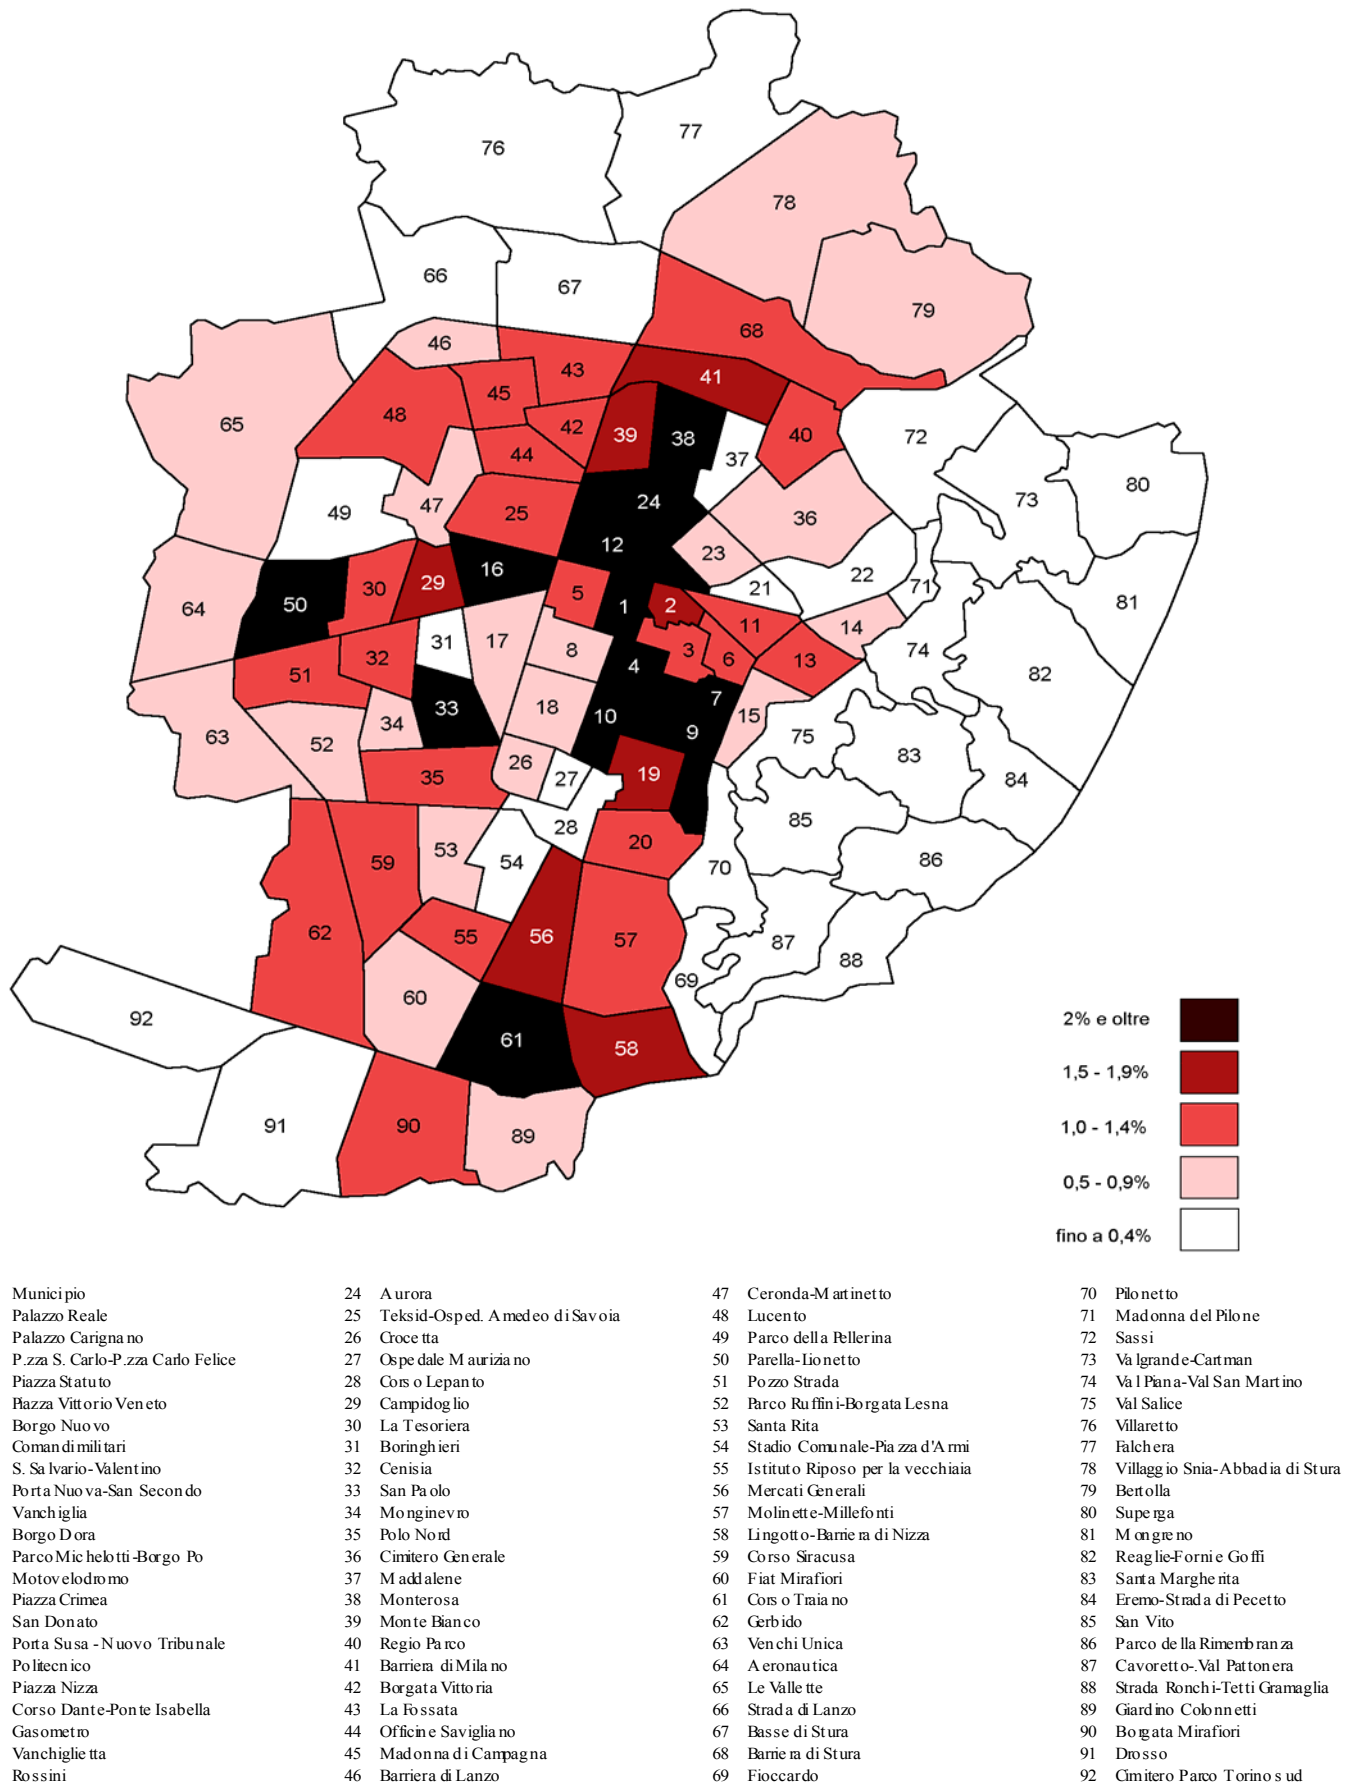 76
77
78
66
67
79
68
46
43
41
45
48
65
42
39
38
40
72
44
37
80
47
24
73
49
25
36
12
23
16
22
29
30
5
21
71
50
1
2
81
64
11
14
31
17
8
3
6
13
74
32
4
82
51
7
33
18
10
15
34
9
63
52
75
83
26
27
19
84
35
28
85
20
53
59
54
86
70
62
55
56
57
87
88
69
60
92
2% e oltre
61
58
1,5 - 1,9%
91
90
89
1,0 - 1,4%
0,5 - 0,9%
fino a 0,4%
Municipio
Palazzo Reale
Palazzo Carignano
P.zza S. Carlo-P.zza Carlo Felice
Piazza Statuto
Piazza Vittorio Veneto
Borgo Nuovo
Comandi militari
S. Salvario-Valentino
Porta Nuova-San Secondo
Vanchiglia
Borgo Dora
Parco Michelotti-Borgo Po
Motovelodromo
Piazza Crimea
San Donato
Porta Susa - Nuovo Tribunale
Politecnico
Piazza Nizza
Corso Dante-Ponte Isabella
Gasometro
Vanchiglietta
Rossini
24 Aurora
25 Teksid-Osped. Amedeo di Savoia
26 Crocetta
27 Ospedale Mauriziano
28 Corso Lepanto
29 Campidoglio
30 La Tesoriera
31 Boringhieri
32 Cenisia
33 San Paolo
34 Monginevro
35 Polo Nord
36 Cimitero Generale
37 Maddalene
38 Monterosa
39 Monte Bianco
40 Regio Parco
41 Barriera di Milano
42 Borgata Vittoria
43 La Fossata
44 Officine Savigliano
45 Madonna di Campagna
46 Barriera di Lanzo
47 Ceronda-Martinetto
48 Lucento
49 Parco della Pellerina
50 Parella-Lionetto
51 Pozzo Strada
52 Parco Ruffini-Borgata Lesna
53 Santa Rita
54 Stadio Comunale-Piazza d'Armi
55 Istituto Riposo per la vecchiaia
56 Mercati Generali
57 Molinette-Millefonti
58 Lingotto-Barriera di Nizza
59 Corso Siracusa
60 Fiat Mirafiori
61 Corso Traiano
62 Gerbido
63 Venchi Unica
64 Aeronautica
65 Le Vallette
66 Strada di Lanzo
67 Basse di Stura
68 Barriera di Stura
69 Fioccardo
70 Pilonetto
71 Madonna del Pilone
72 Sassi
73 Valgrande-Cartman
74 Val Piana-Val San Martino
75 Val Salice
76 Villaretto
77 Falchera
78 Villaggio Snia-Abbadia di Stura
79 Bertolla
80 Superga
81 Mongreno
82 Reaglie-Forni e Goffi
83 Santa Margherita
84 Eremo-Strada di Pecetto
85 San Vito
86 Parco della Rimembranza
87 Cavoretto-.Val Pattonera
88 Strada Ronchi-Tetti Gramaglia
89 Giardino Colonnetti
90 Borgata Mirafiori
91 Drosso
92 Cimitero Parco Torino sud